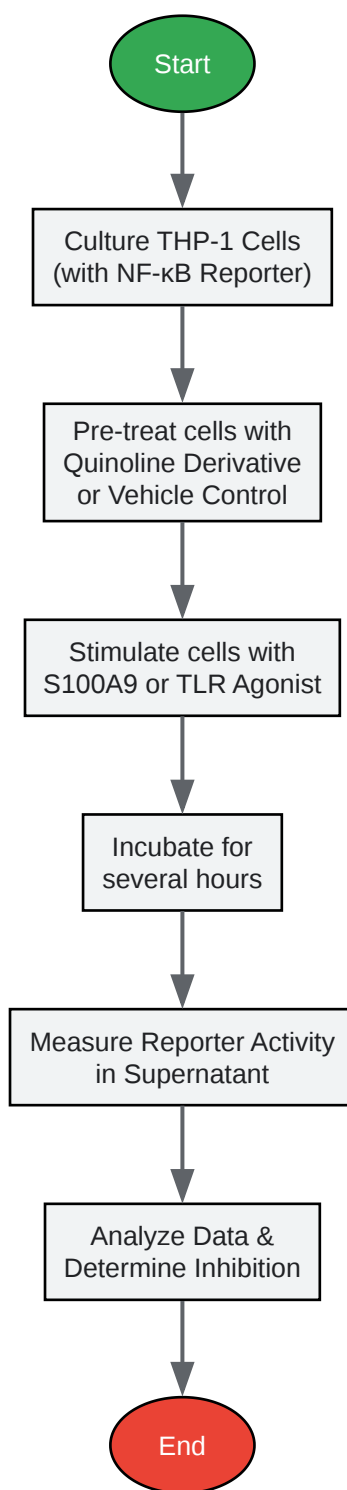 Start
Culture THP-1 Cells
(with NF-κB Reporter)
Pre-treat cells with
Quinoline Derivative
or Vehicle Control
Stimulate cells with
S100A9 or TLR Agonist
Incubate for
several hours
Measure Reporter Activity
in Supernatant
Analyze Data &
Determine Inhibition
End